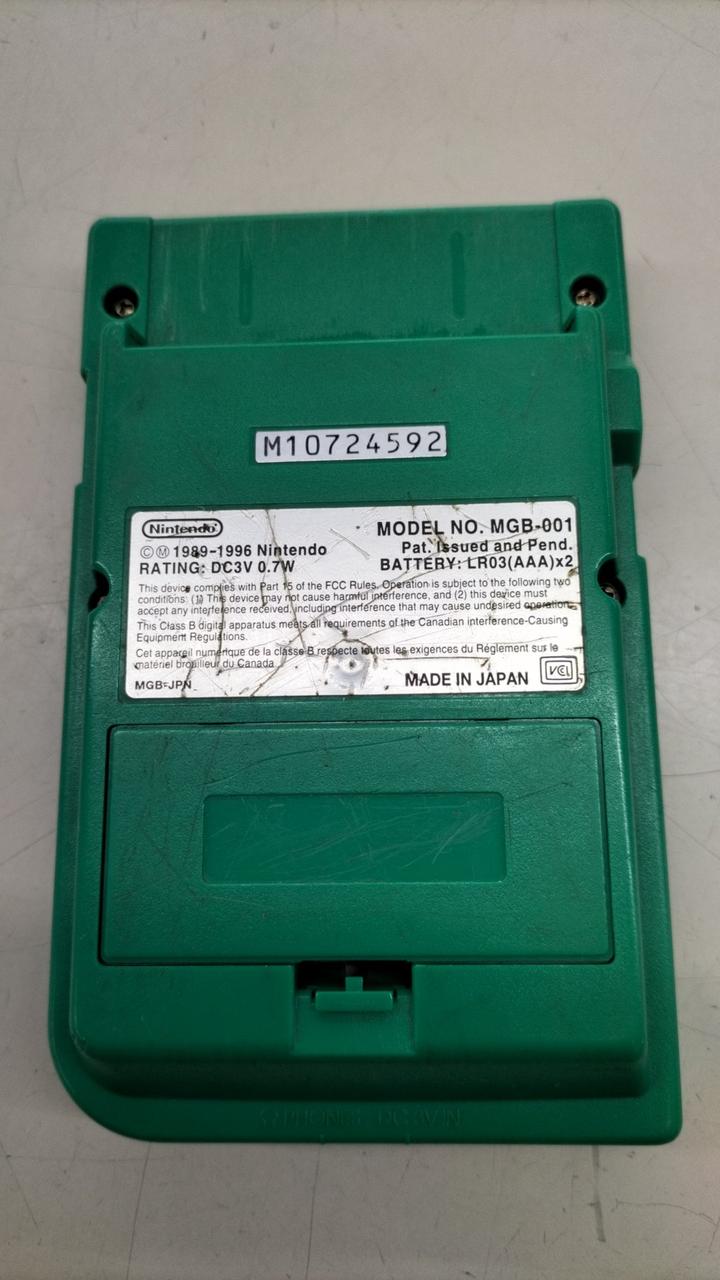 M10724592
Nintendo
MODEL NO. MGB-001
©Ⓜ 1989-1996 Nintendo
Pat. Issued and Pend.
RATING: DC3V 0.7W
BATTERY: LR03(AAA)x2
This device complies with Part 15 of the FCC Rules. Operation is subject to the following two
conditions: (1) This device may not cause harmful interference, and (2) this device must
accept any interference received, including interference that may cause undesired operation.
This Class B digital apparatus meets all requirements of the Canadian Interference-Causing
Equipment Regulations.
Cet appareil numérique de la classe B respecte toutes les exigences du Réglement sur le
matériel brouilleur du Canada.
MGB-JPN
MADE IN JAPAN
VCI
PHONES DC3V IN